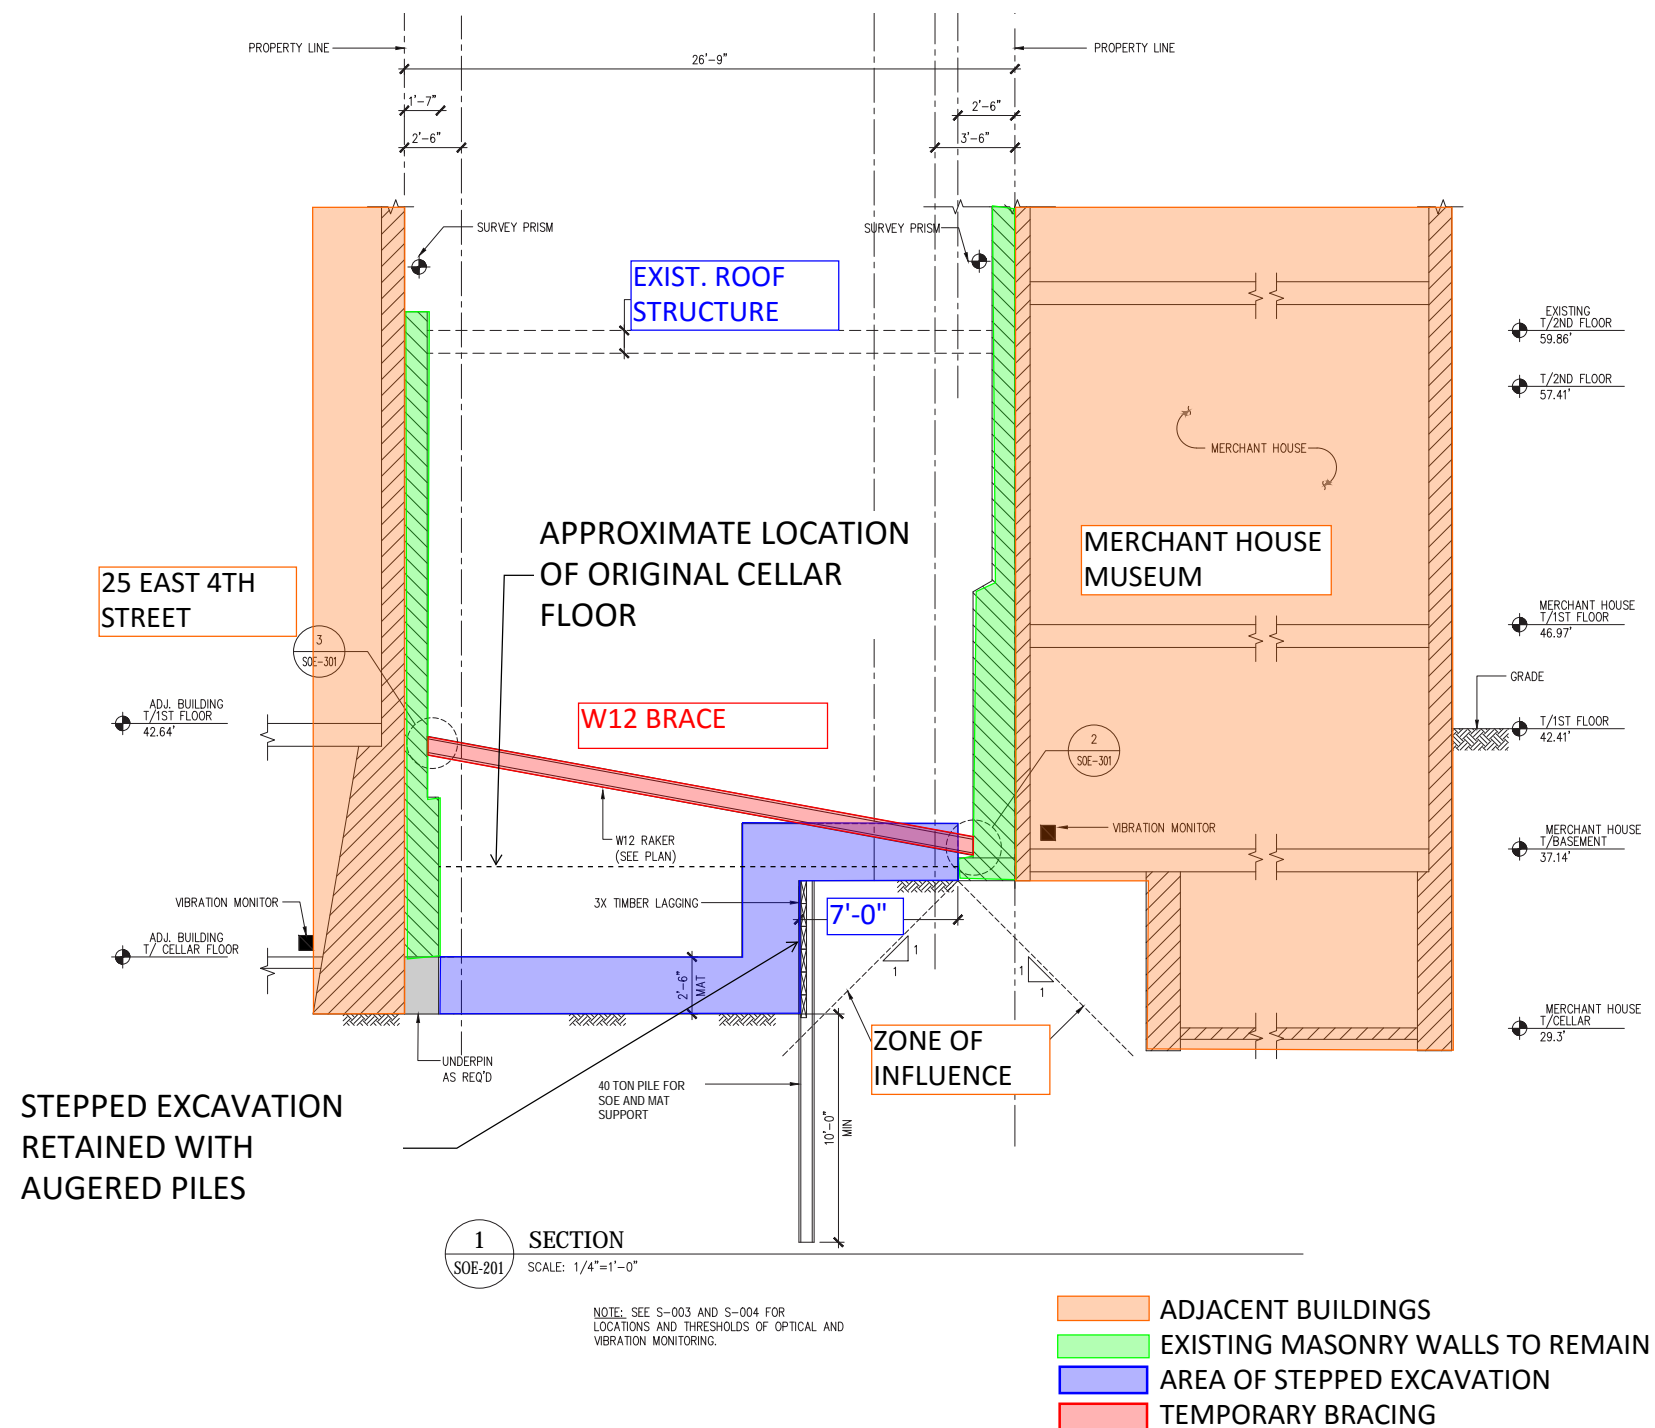 PROPERTY LINE
PROPERTY LINE
26'-9"
1'-7"
2'-6"
2'-6"
3'-6"
SURVEY PRISM
SURVEY PRISM
EXIST. ROOF
STRUCTURE
EXISTING
T/2ND FLOOR
59.86'
T/2ND FLOOR
57.41'
MERCHANT HOUSE
APPROXIMATE LOCATION
OF ORIGINAL CELLAR
FLOOR
MERCHANT HOUSE
MUSEUM
25 EAST 4TH
STREET
3
SOE-301
MERCHANT HOUSE
T/1ST FLOOR
46.97'
GRADE
ADJ. BUILDING
T/1ST FLOOR
42.64'
W12 BRACE
2
SOE-301
T/1ST FLOOR
42.41'
W12 RAKER
(SEE PLAN)
VIBRATION MONITOR
MERCHANT HOUSE
T/BASEMENT
37.14'
VIBRATION MONITOR
3X TIMBER LAGGING
7'-0"
ADJ. BUILDING
T/ CELLAR FLOOR
1
1
1
1
2'-6"
MAT
MERCHANT HOUSE
T/CELLAR
29.3'
ZONE OF
INFLUENCE
UNDERPIN
AS REQ'D
40 TON PILE FOR
SOE AND MAT
SUPPORT
10'-0"
MIN
STEPPED EXCAVATION
RETAINED WITH
AUGERED PILES
1
SOE-201
SECTION
SCALE: 1/4"=1'-0"
NOTE: SEE S-003 AND S-004 FOR
LOCATIONS AND THRESHOLDS OF OPTICAL AND
VIBRATION MONITORING.
ADJACENT BUILDINGS
EXISTING MASONRY WALLS TO REMAIN
AREA OF STEPPED EXCAVATION
TEMPORARY BRACING